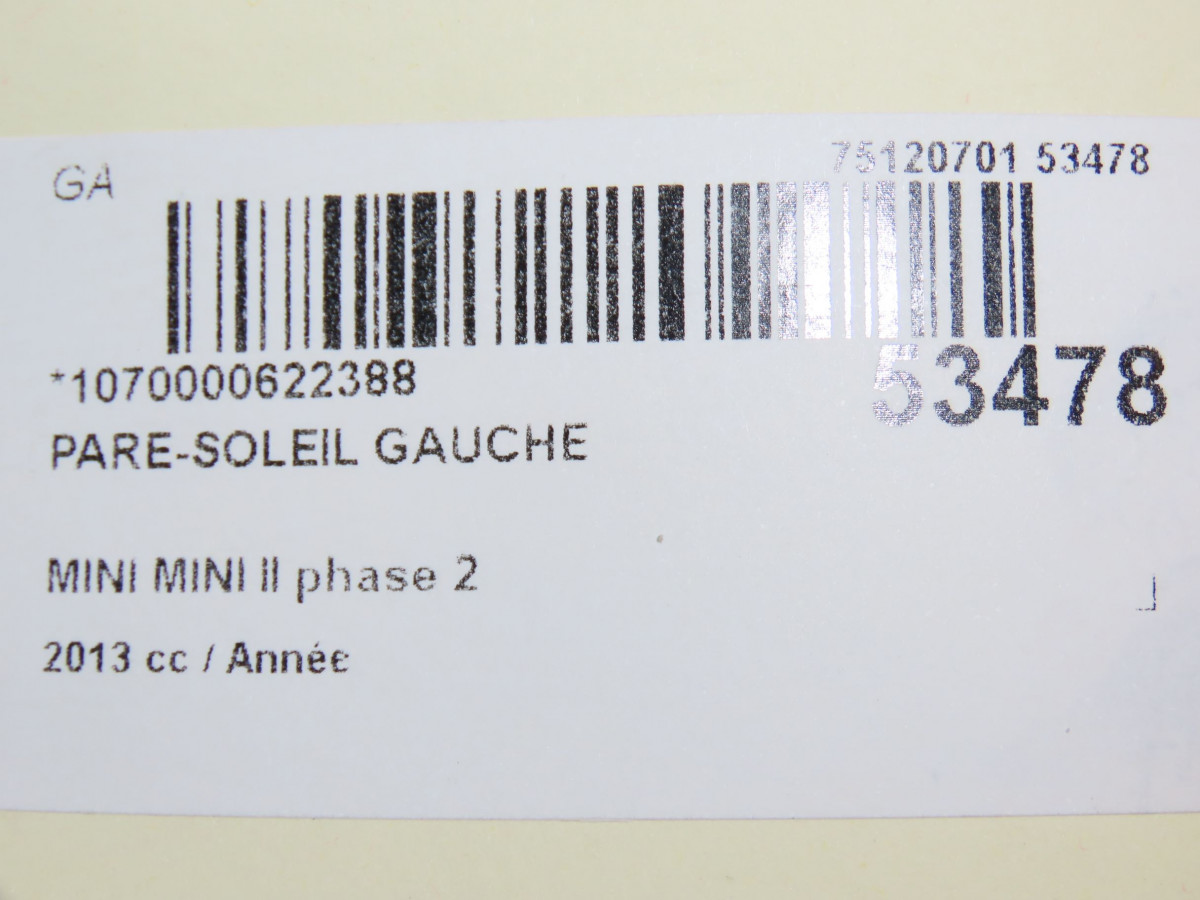 GA
75120701 53478
*1070000622388
53478
PARE-SOLEIL GAUCHE
MINI MINI II phase 2
2013 cc / Année